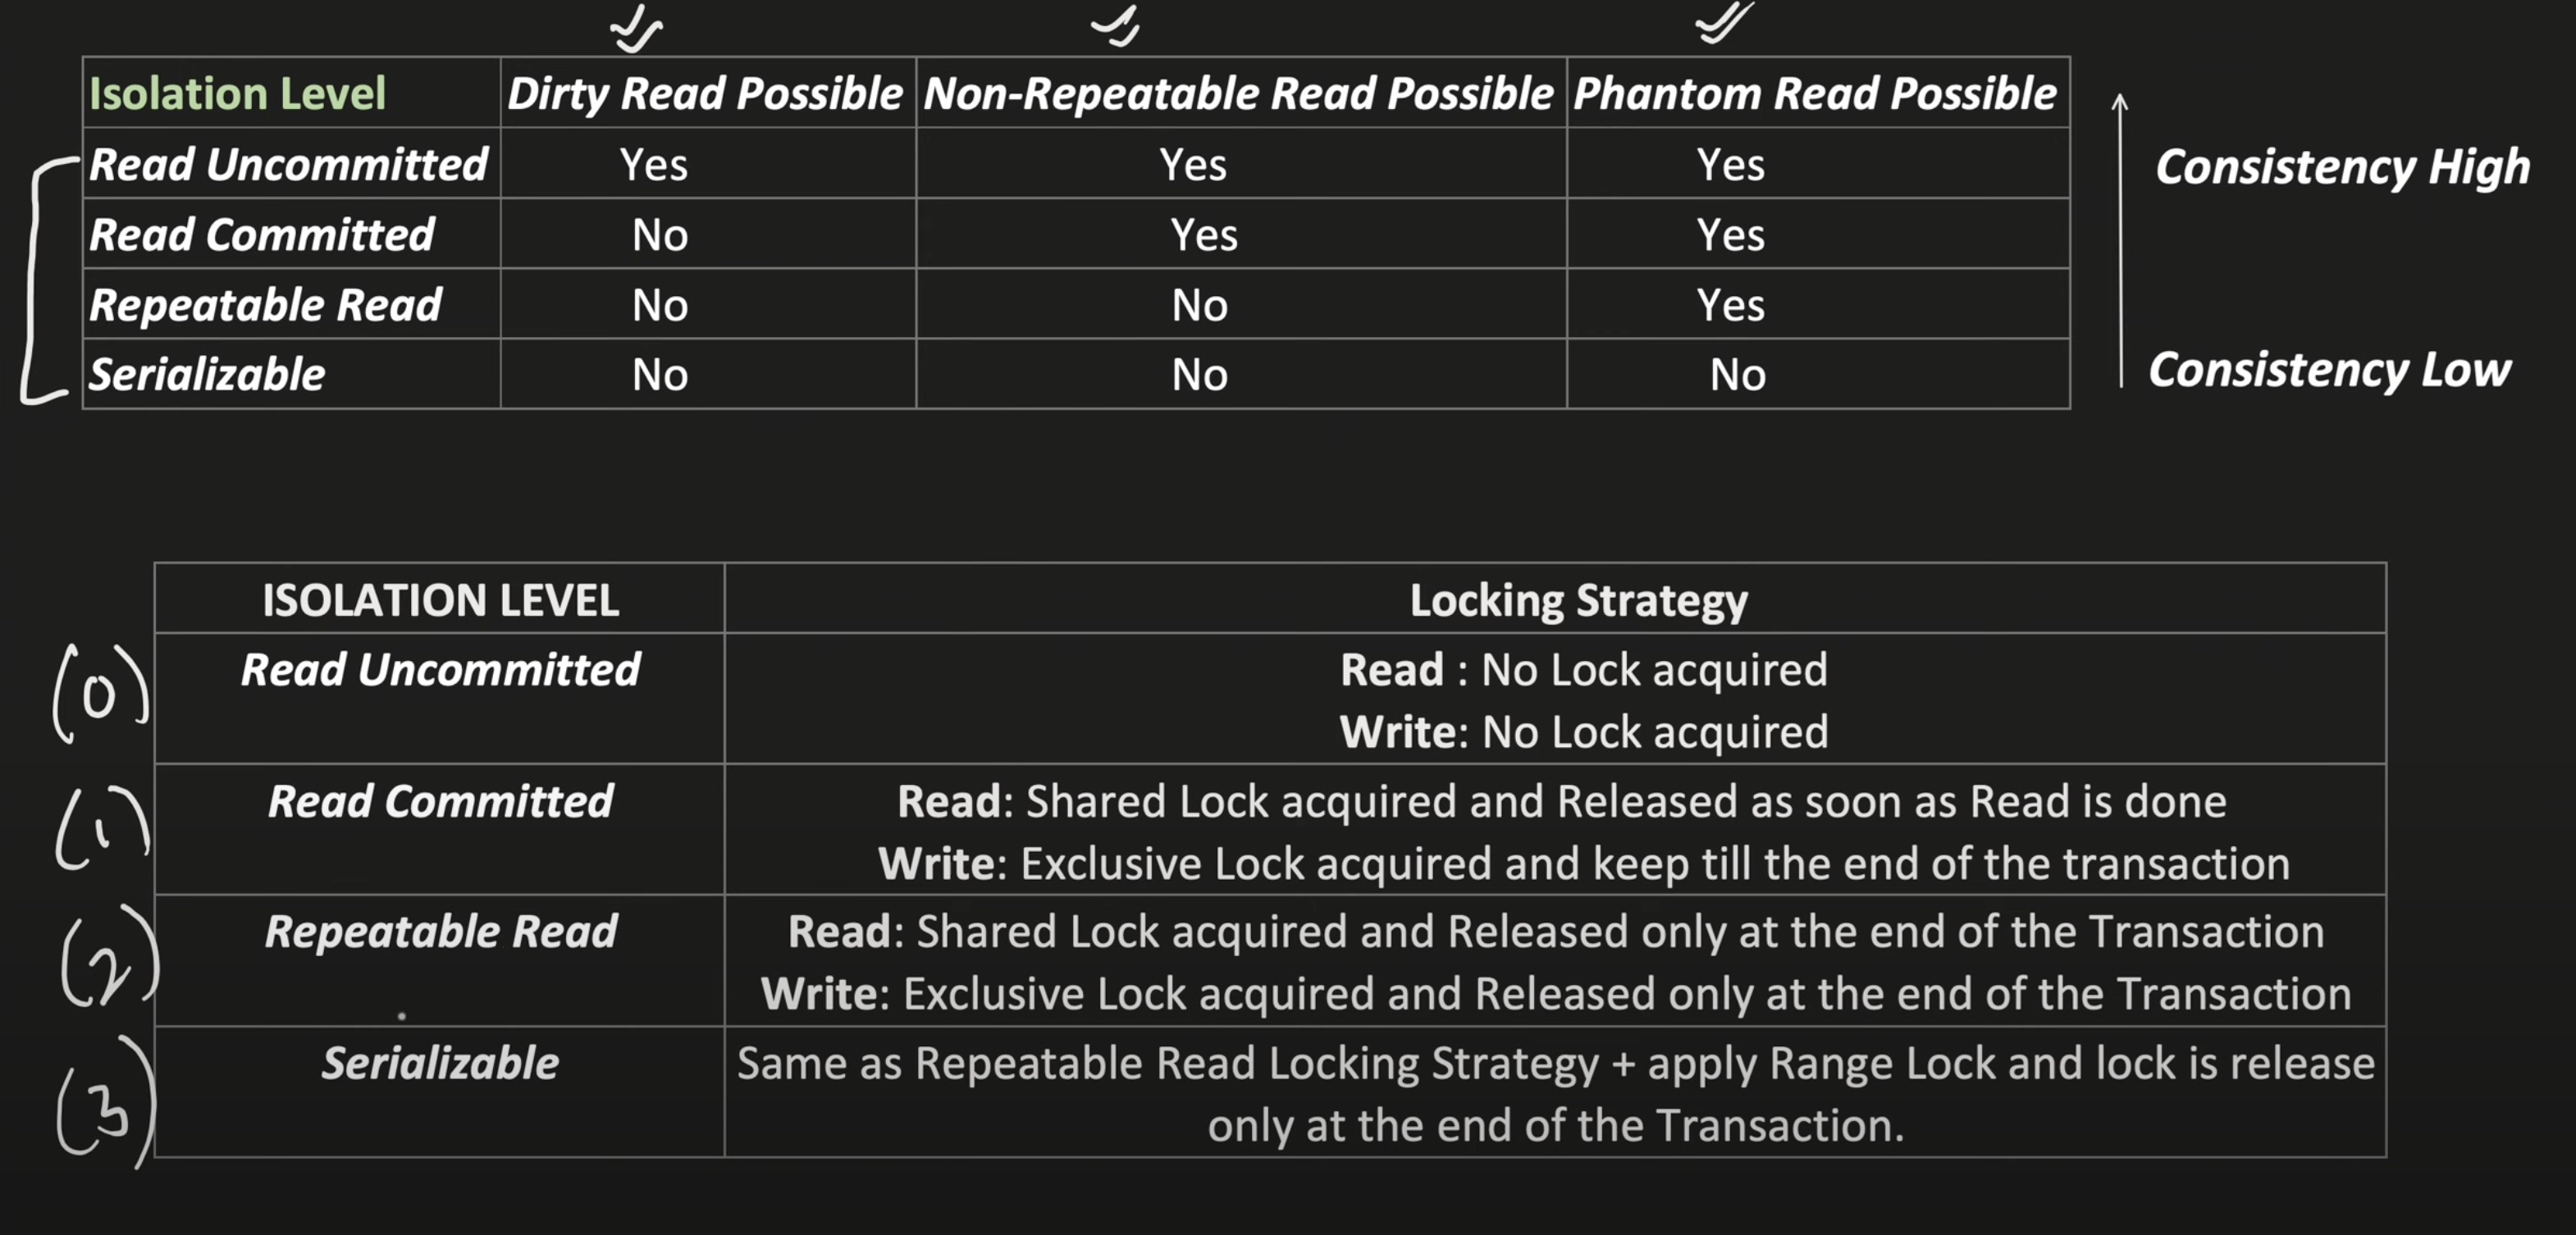 Isolation Level Dirty Read Possible Non-Repeatable Read Possible Phantom Read Possible
Read Uncommitted Yes Yes Yes Consistency High
Read Committed No Yes Yes
Repeatable Read No No Yes
Serializable No No No Consistency Low
ISOLATION LEVEL Locking Strategy
(0) Read Uncommitted Read : No Lock acquired
Write: No Lock acquired
(1) Read Committed Read: Shared Lock acquired and Released as soon as Read is done
Write: Exclusive Lock acquired and keep till the end of the transaction
(2) Repeatable Read Read: Shared Lock acquired and Released only at the end of the Transaction
Write: Exclusive Lock acquired and Released only at the end of the Transaction
(3) Serializable Same as Repeatable Read Locking Strategy + apply Range Lock and lock is release
only at the end of the Transaction.